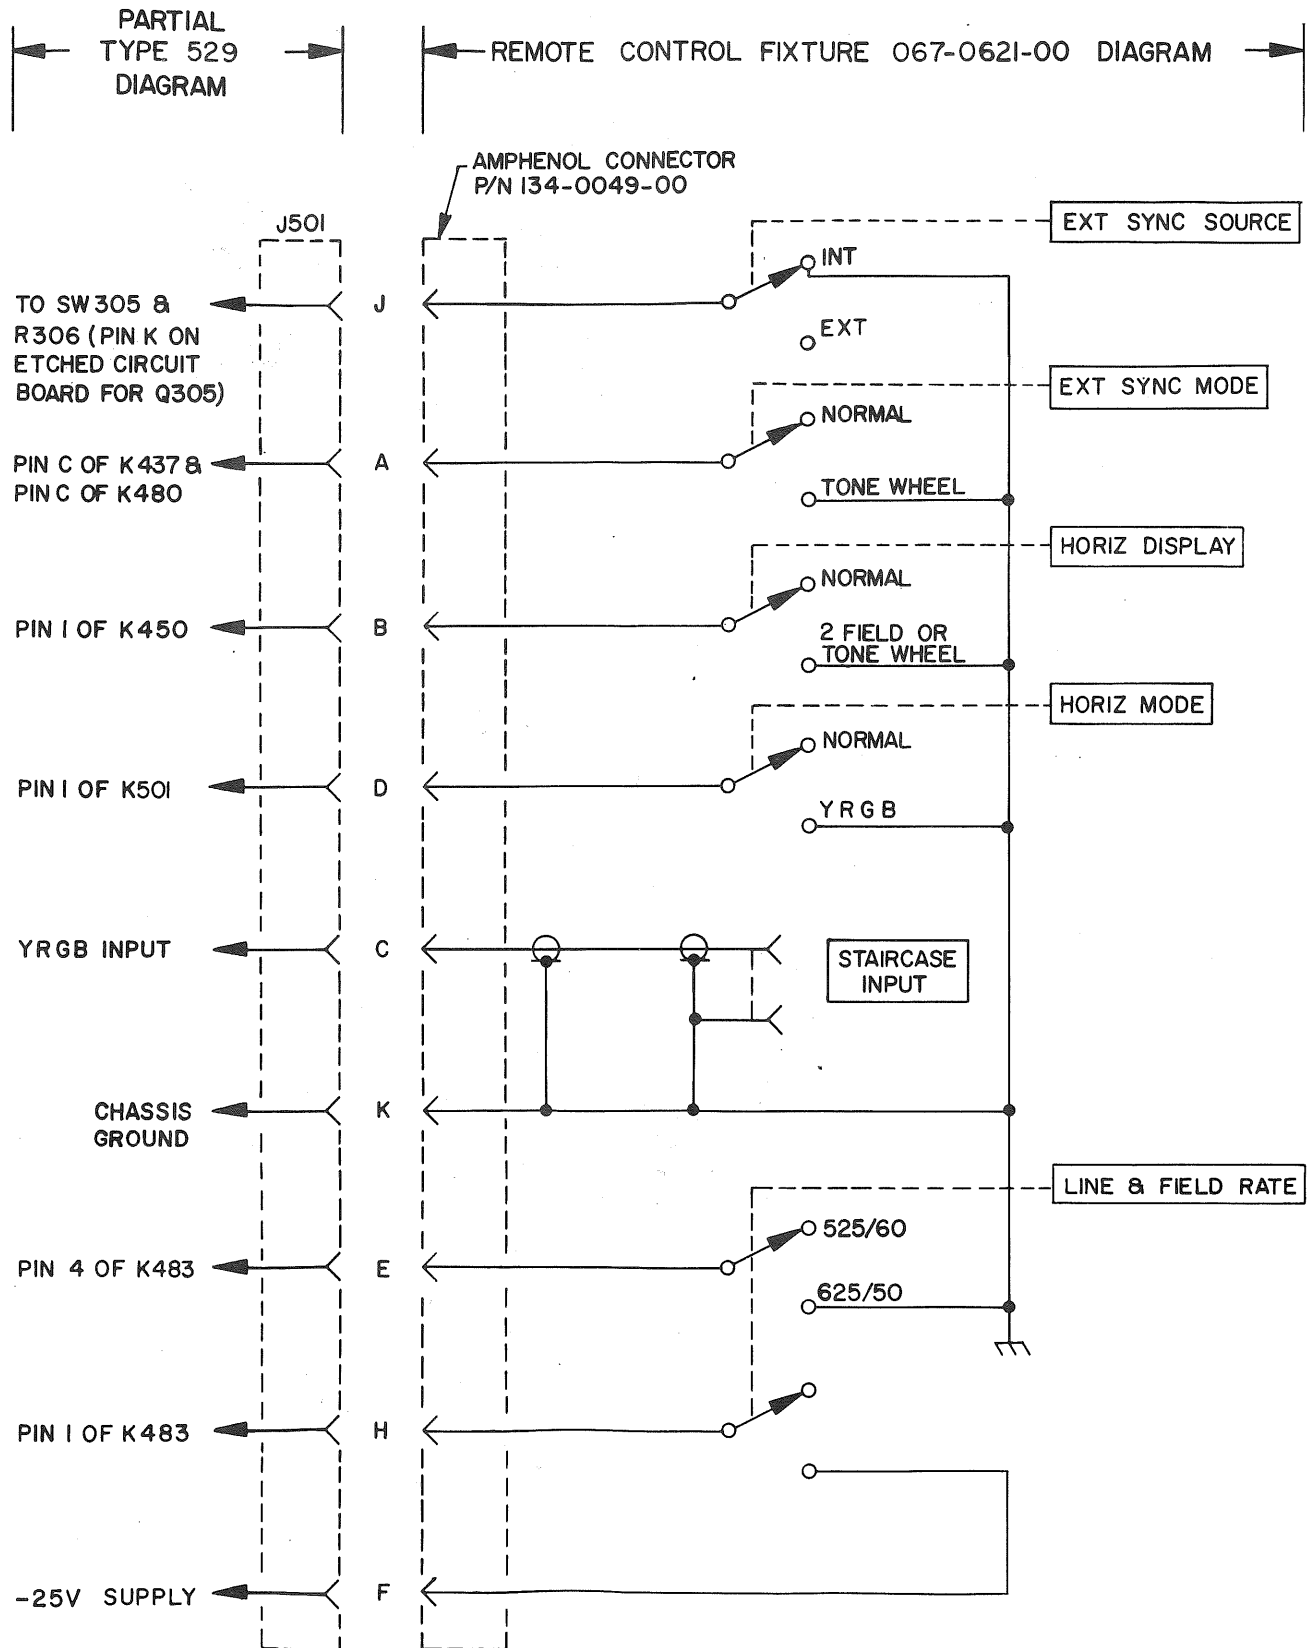 PARTIAL
TYPE 529
DIAGRAM
REMOTE CONTROL FIXTURE 067-0621-00 DIAGRAM
AMPHENOL CONNECTOR
P/N 134-0049-00
J501
EXT SYNC SOURCE
INT
TO SW305 &
R306 (PIN K ON
ETCHED CIRCUIT
BOARD FOR Q305)
J
EXT
EXT SYNC MODE
NORMAL
PIN C OF K437 &
PIN C OF K480
A
TONE WHEEL
HORIZ DISPLAY
NORMAL
PIN 1 OF K450
B
2 FIELD OR
TONE WHEEL
HORIZ MODE
NORMAL
PIN 1 OF K501
D
YRGB
YRGB INPUT
C
STAIRCASE
INPUT
CHASSIS
GROUND
K
LINE & FIELD RATE
525/60
PIN 4 OF K483
E
625/50
PIN 1 OF K483
H
-25V SUPPLY
F